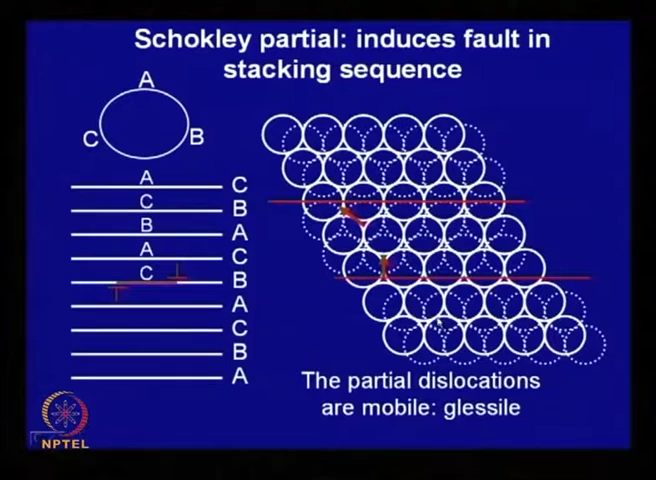 Schokley partial: induces fault in
stacking sequence
A
C B
A C
C B
B A
A C
C B
A
C
B
A
The partial dislocations
are mobile: glessile
NPTEL